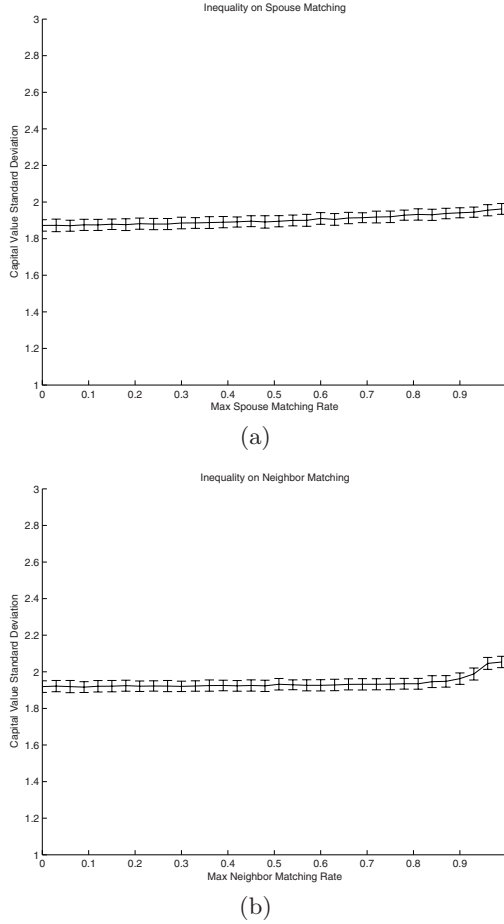 Inequality on Spouse Matching
3
2.8
2.6
2.4
2.2
2
1.8
1.6
1.4
1.2
1
Capital Value Standard Deviation
0 0.1 0.2 0.3 0.4 0.5 0.6 0.7 0.8 0.9
Max Spouse Matching Rate
(a)
Inequality on Neighbor Matching
3
2.8
2.6
2.4
2.2
2
1.8
1.6
1.4
1.2
1
Capital Value Standard Deviation
0 0.1 0.2 0.3 0.4 0.5 0.6 0.7 0.8 0.9
Max Neighbor Matching Rate
(b)